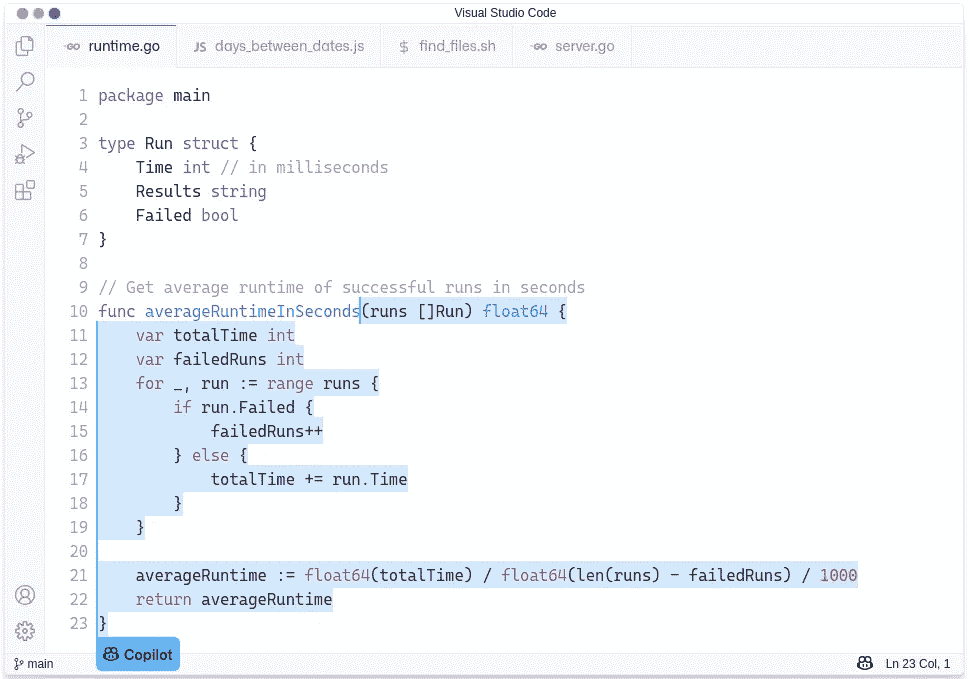 Visual Studio Code
runtime.go
JS days_between_dates.js
$ find_files.sh
server.go
1 package main
2
3 type Run struct {
4     Time int // in milliseconds
5     Results string
6     Failed bool
7 }
8
9 // Get average runtime of successful runs in seconds
10 func averageRuntimeInSeconds(runs []Run) float64 {
11     var totalTime int
12     var failedRuns int
13     for _, run := range runs {
14         if run.Failed {
15             failedRuns++
16         } else {
17             totalTime += run.Time
18         }
19     }
20
21     averageRuntime := float64(totalTime) / float64(len(runs) - failedRuns) / 1000
22     return averageRuntime
23 }
Copilot
main
Ln 23 Col, 1